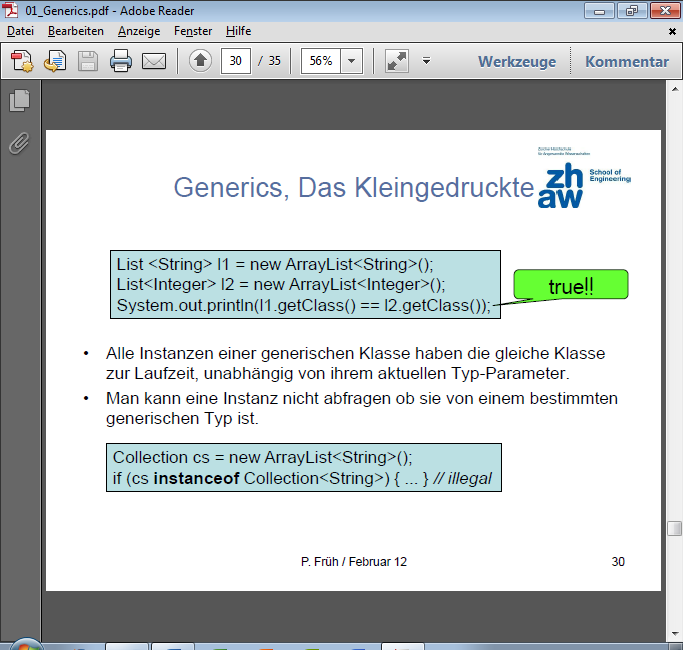 01_Generics.pdf - Adobe Reader
Datei Bearbeiten Anzeige Fenster Hilfe
30 / 35 56% Werkzeuge Kommentar
zh
aw
School of
Engineering
Generics, Das Kleingedruckte
List <String> l1 = new ArrayList<String>();
List<Integer> l2 = new ArrayList<Integer>();
System.out.println(l1.getClass() == l2.getClass());
true!!
• Alle Instanzen einer generischen Klasse haben die gleiche Klasse
zur Laufzeit, unabhängig von ihrem aktuellen Typ-Parameter.
• Man kann eine Instanz nicht abfragen ob sie von einem bestimmten
generischen Typ ist.
Collection cs = new ArrayList<String>();
if (cs instanceof Collection<String>) { ... } // illegal
P. Früh / Februar 12
30